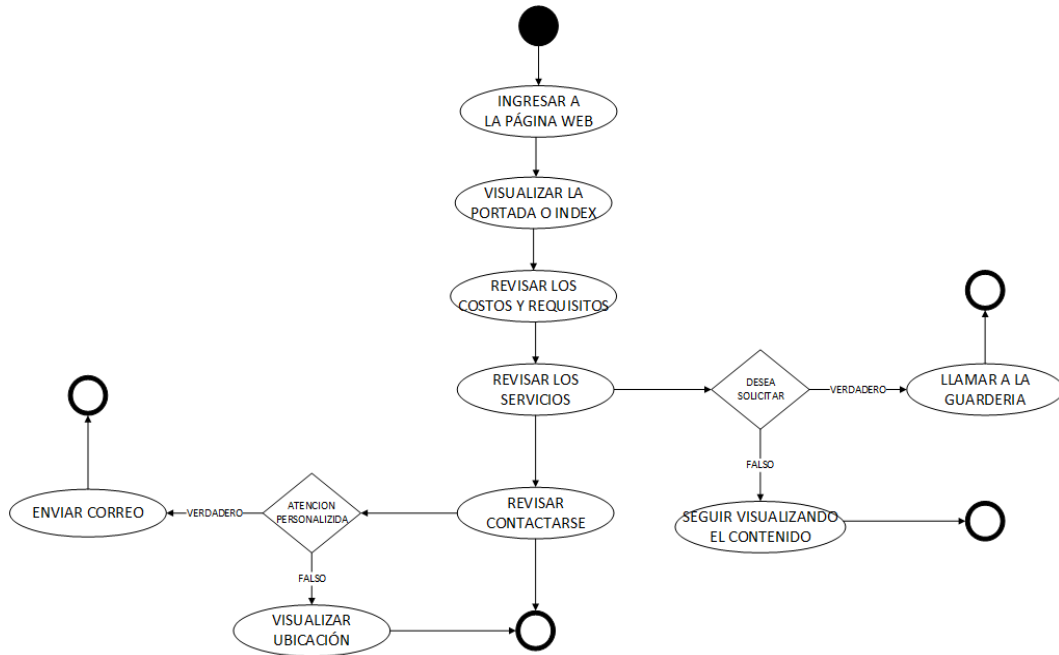 INGRESAR A
LA PÁGINA WEB
VISUALIZAR LA
PORTADA O INDEX
REVISAR LOS
COSTOS Y REQUISITOS
REVISAR LOS
SERVICIOS
DESEA
SOLICITAR
VERDADERO
LLAMAR A LA
GUARDERIA
FALSO
SEGUIR VISUALIZANDO
EL CONTENIDO
REVISAR
CONTACTARSE
ATENCION
PERSONALIZIDA
VERDADERO
ENVIAR CORREO
FALSO
VISUALIZAR
UBICACIÓN